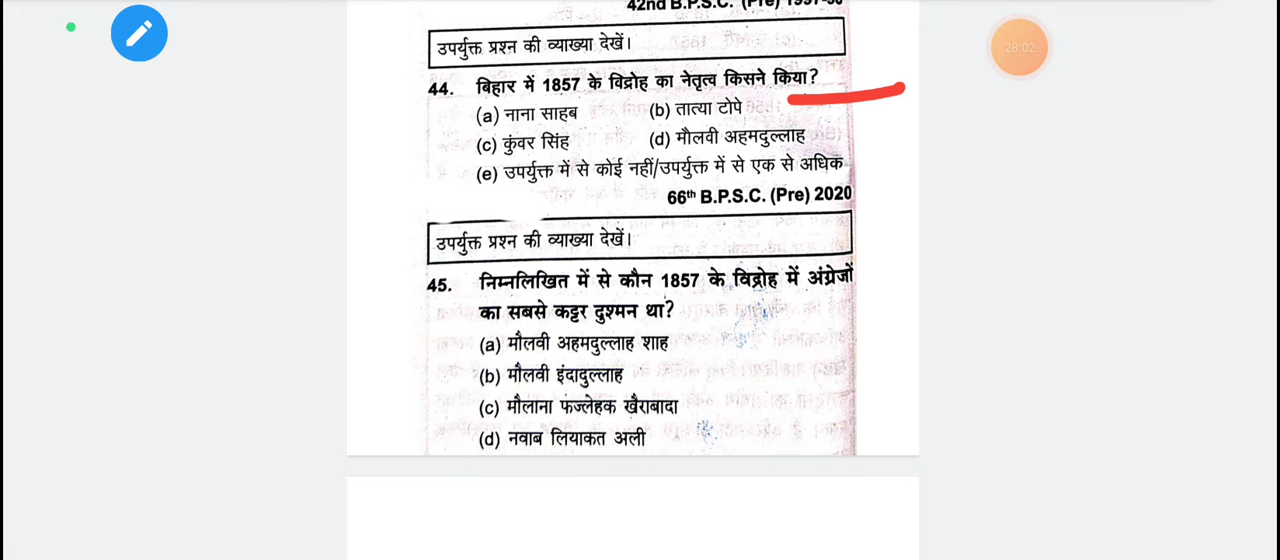 42nd B.P.S.C. (Pre) 1997-98
उपर्युक्त प्रश्न की व्याख्या देखें।
28:02
44. बिहार में 1857 के विद्रोह का नेतृत्व किसने किया?
(a) नाना साहब (b) तात्या टोपे
(c) कुंवर सिंह (d) मौलवी अहमदुल्लाह
(e) उपर्युक्त में से कोई नहीं/उपर्युक्त में से एक से अधिक
66th B.P.S.C. (Pre) 2020
उपर्युक्त प्रश्न की व्याख्या देखें।
45. निम्नलिखित में से कौन 1857 के विद्रोह में अंग्रेजों
का सबसे कट्टर दुश्मन था?
(a) मौलवी अहमदुल्लाह शाह
(b) मौलवी इंदादुल्लाह
(c) मौलाना फज्लेहक खैराबादा
(d) नवाब लियाकत अली